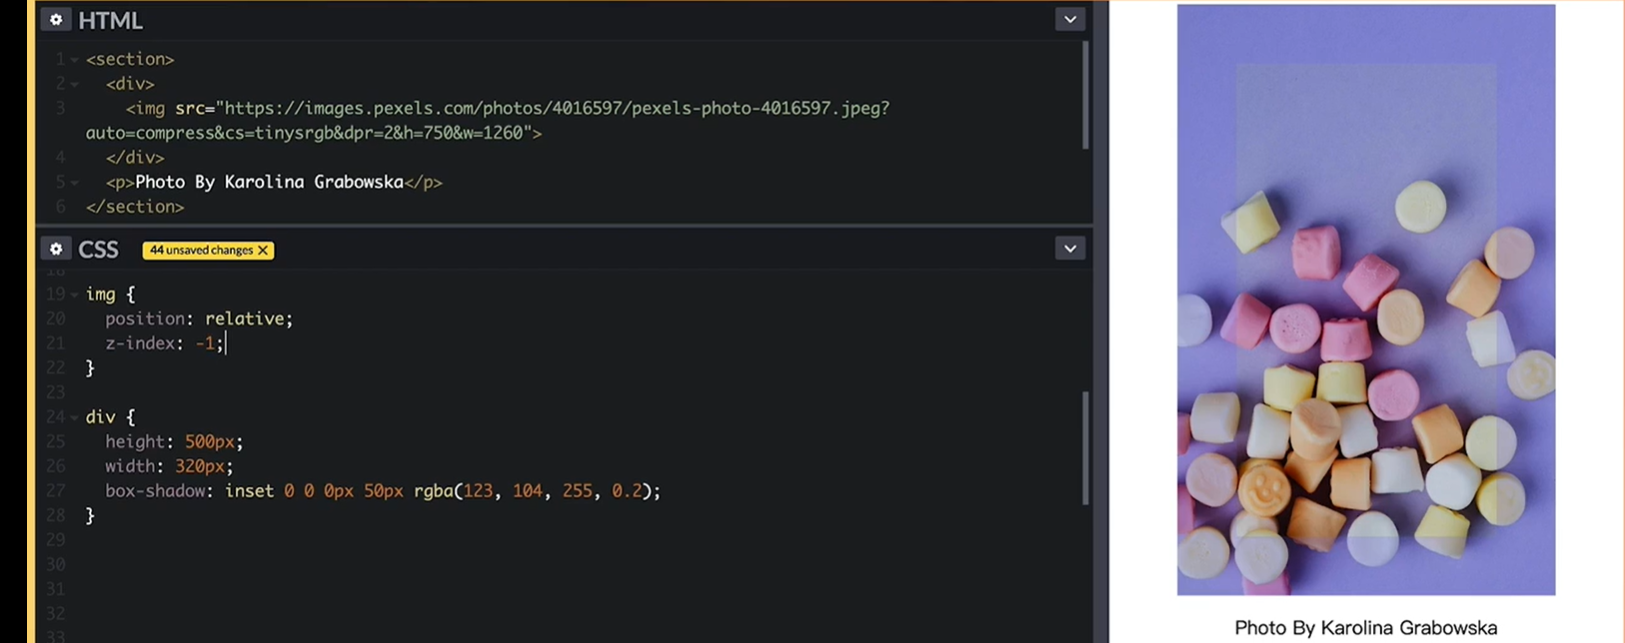 HTML
1 <section>
2 <div>
3 <img src="https://images.pexels.com/photos/4016597/pexels-photo-4016597.jpeg?
auto=compress&cs=tinysrgb&dpr=2&h=750&w=1260">
4 </div>
5 <p>Photo By Karolina Grabowska</p>
6 </section>
CSS 44 unsaved changes X
18
19 img {
20 position: relative;
21 z-index: -1;
22 }
23
24 div {
25 height: 500px;
26 width: 320px;
27 box-shadow: inset 0 0 0px 50px rgba(123, 104, 255, 0.2);
28 }
29
30
31
32
33
Photo By Karolina Grabowska